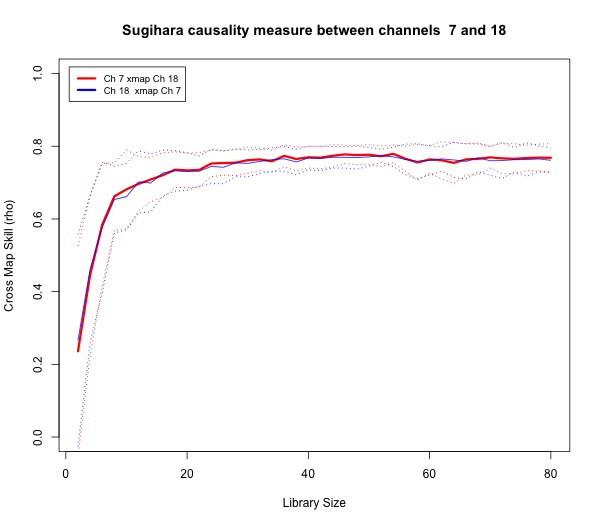 Sugihara causality measure between channels  7 and 18
Ch 7 xmap Ch 18
Ch 18  xmap Ch 7
Cross Map Skill (rho)
1.0
0.8
0.6
0.4
0.2
0.0
0 20 40 60 80
Library Size